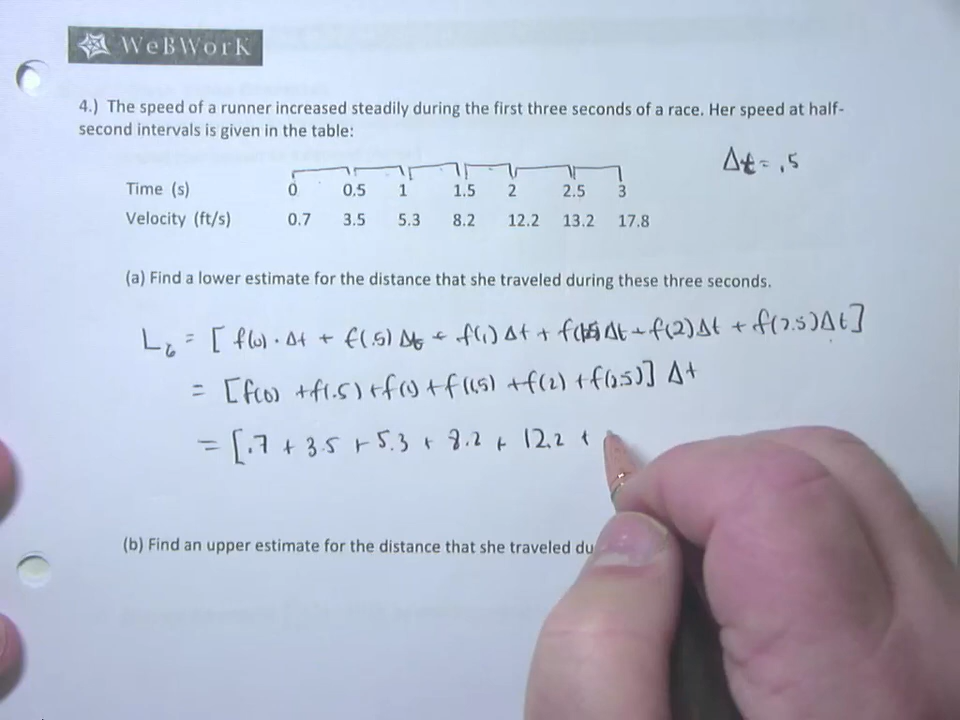 WeBWorK
4.) The speed of a runner increased steadily during the first three seconds of a race. Her speed at half-
second intervals is given in the table:
Δt = .5
Time (s) 0 0.5 1 1.5 2 2.5 3
Velocity (ft/s) 0.7 3.5 5.3 8.2 12.2 13.2 17.8
(a) Find a lower estimate for the distance that she traveled during these three seconds.
L6 = [ f(0) · Δt + f(.5) Δt + f(1) Δt + f(1.5) Δt + f(2) Δt + f(2.5) Δt ]
= [f(0) + f(.5) + f(1) + f(1.5) + f(2) + f(2.5)] Δt
= [.7 + 3.5 + 5.3 + 8.2 + 12.2 +
(b) Find an upper estimate for the distance that she traveled du